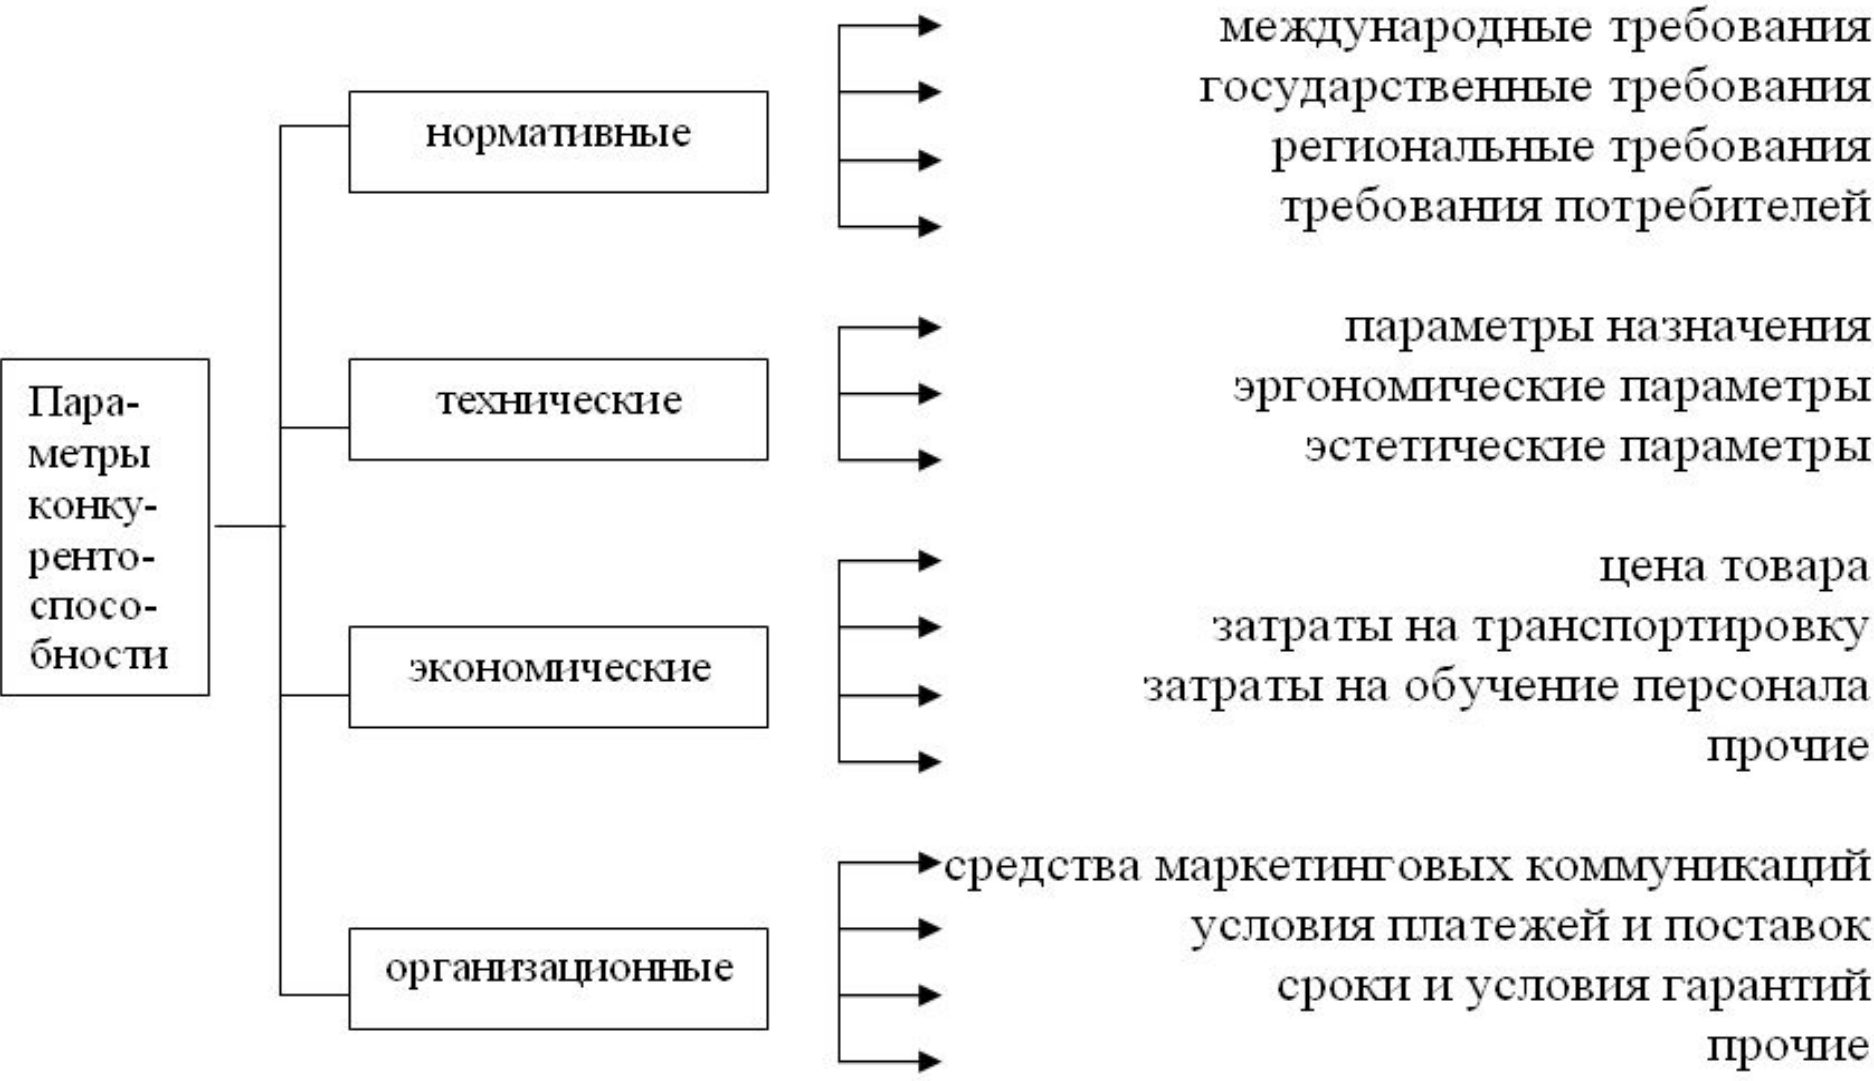 Пара-
метры
конку-
ренто-
спосо-
бности
нормативные
международные требования
государственные требования
региональные требования
требования потребителей
технические
параметры назначения
эргономические параметры
эстетические параметры
экономические
цена товара
затраты на транспортировку
затраты на обучение персонала
прочие
организационные
средства маркетинговых коммуникаций
условия платежей и поставок
сроки и условия гарантий
прочие